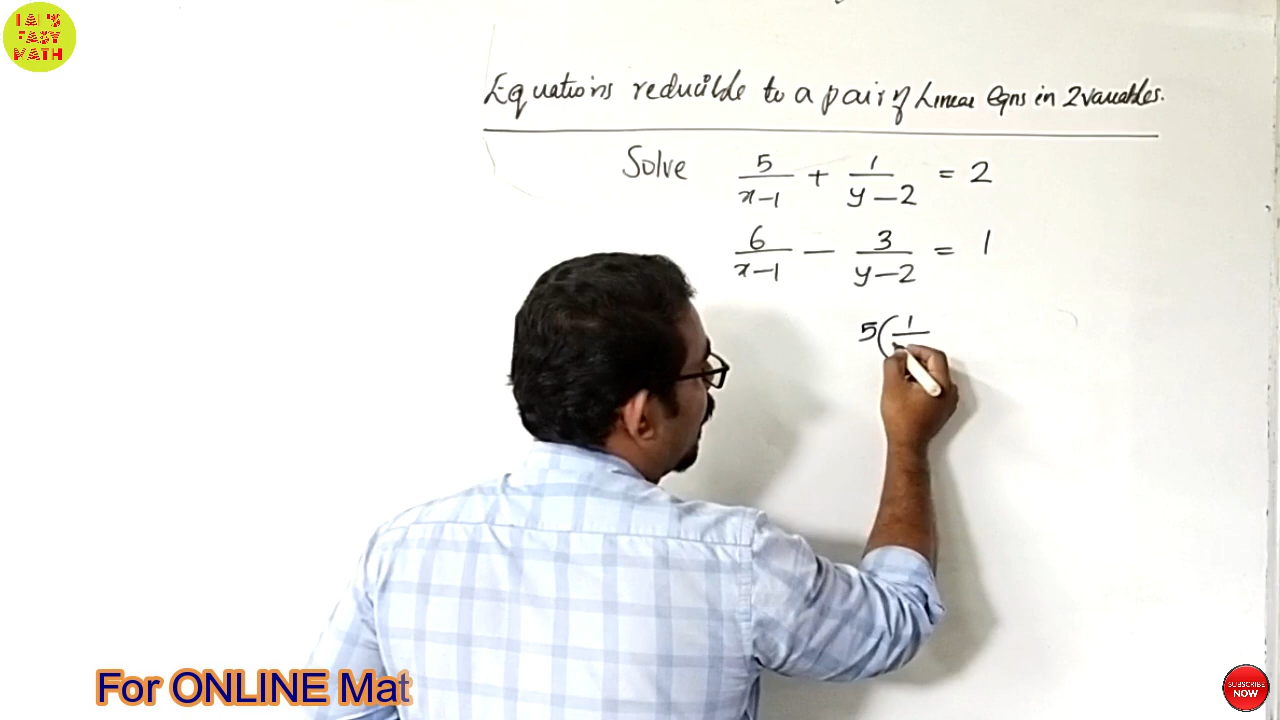 JAI'S
EASY
MATH
Equations reducible to a pair of Linear Eqns in 2 variables.
Solve 5/(x-1) + 1/(y-2) = 2
6/(x-1) - 3/(y-2) = 1
5(1/
For ONLINE Mat
SUBSCRIBE
NOW